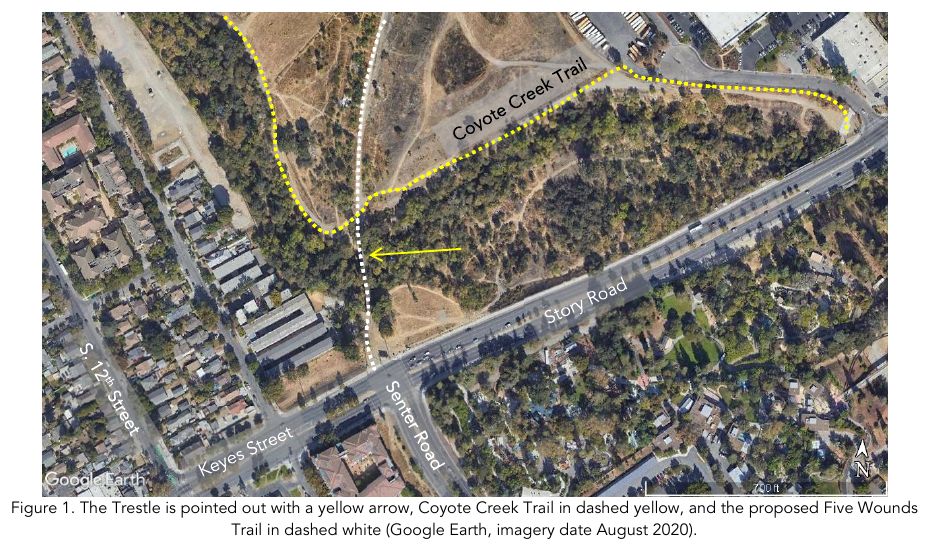 Coyote Creek Trail
Story Road
S. 12th Street
Senter Road
Keyes Street
N
Google Earth
700 ft
Figure 1. The Trestle is pointed out with a yellow arrow, Coyote Creek Trail in dashed yellow, and the proposed Five Wounds
Trail in dashed white (Google Earth, imagery date August 2020).